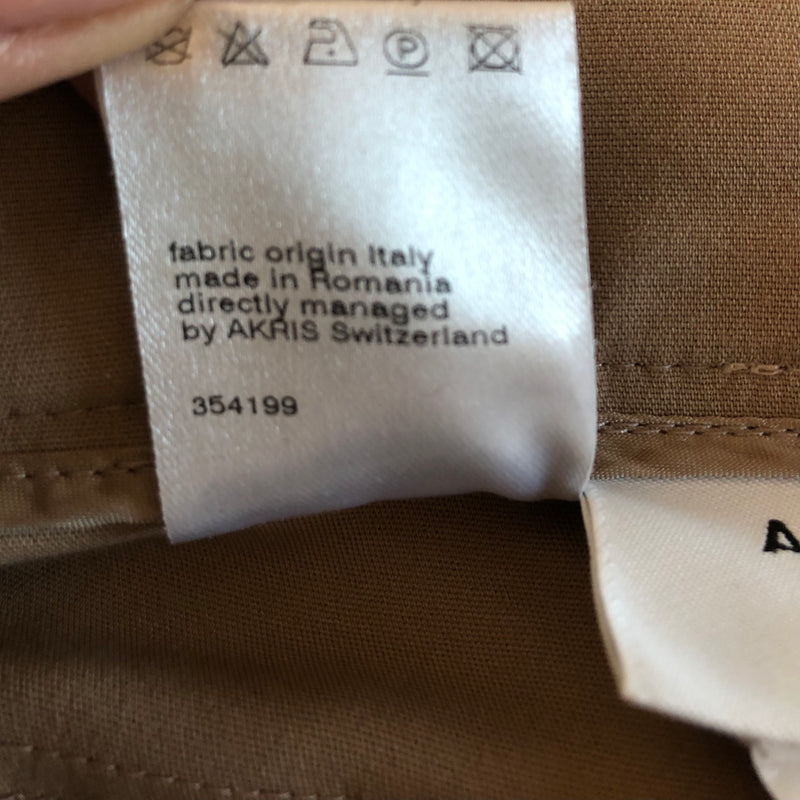 P
fabric origin Italy
made in Romania
directly managed
by AKRIS Switzerland
354199
A